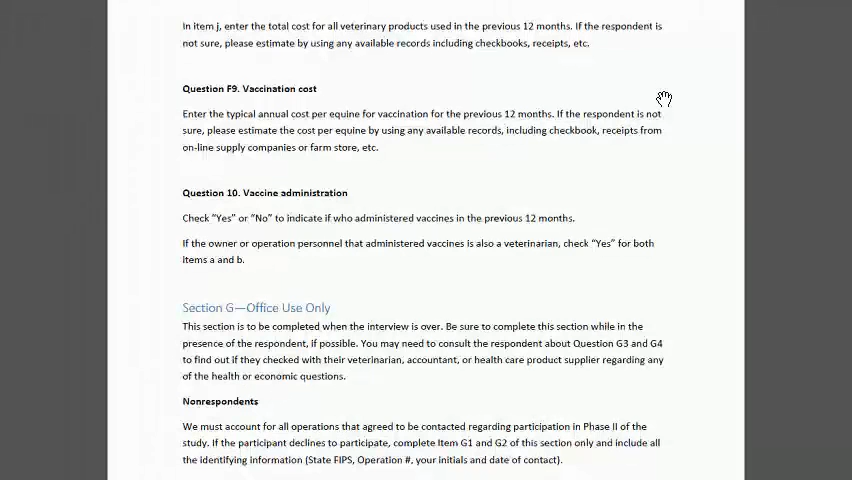 In item j, enter the total cost for all veterinary products used in the previous 12 months. If the respondent is
not sure, please estimate by using any available records including checkbooks, receipts, etc.
Question F9. Vaccination cost
Enter the typical annual cost per equine for vaccination for the previous 12 months. If the respondent is not
sure, please estimate the cost per equine by using any available records, including checkbook, receipts from
on-line supply companies or farm store, etc.
Question 10. Vaccine administration
Check “Yes” or “No” to indicate if who administered vaccines in the previous 12 months.
If the owner or operation personnel that administered vaccines is also a veterinarian, check “Yes” for both
items a and b.
Section G—Office Use Only
This section is to be completed when the interview is over. Be sure to complete this section while in the
presence of the respondent, if possible. You may need to consult the respondent about Question G3 and G4
to find out if they checked with their veterinarian, accountant, or health care product supplier regarding any
of the health or economic questions.
Nonrespondents
We must account for all operations that agreed to be contacted regarding participation in Phase II of the
study. If the participant declines to participate, complete Item G1 and G2 of this section only and include all
the identifying information (State FIPS, Operation #, your initials and date of contact).